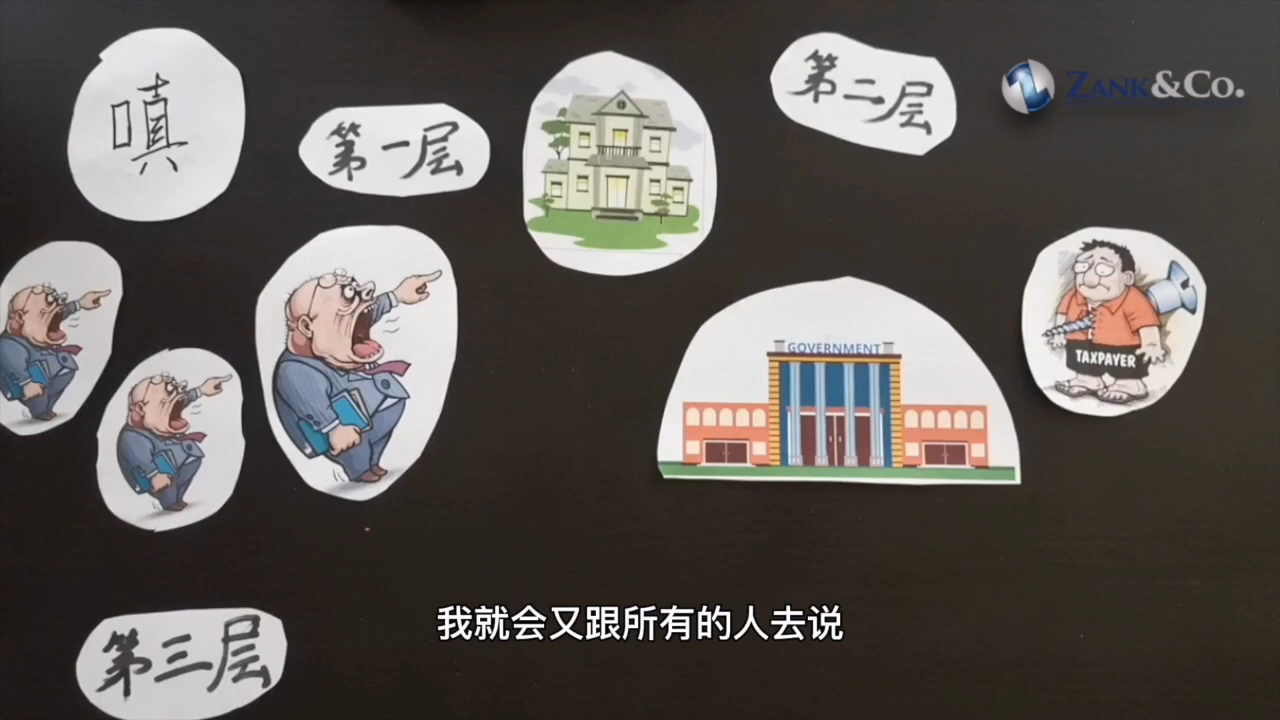 嗔
第一层
第二层
ZANK&CO.
GOVERNMENT
TAXPAYER
我就会又跟所有的人去说
第三层